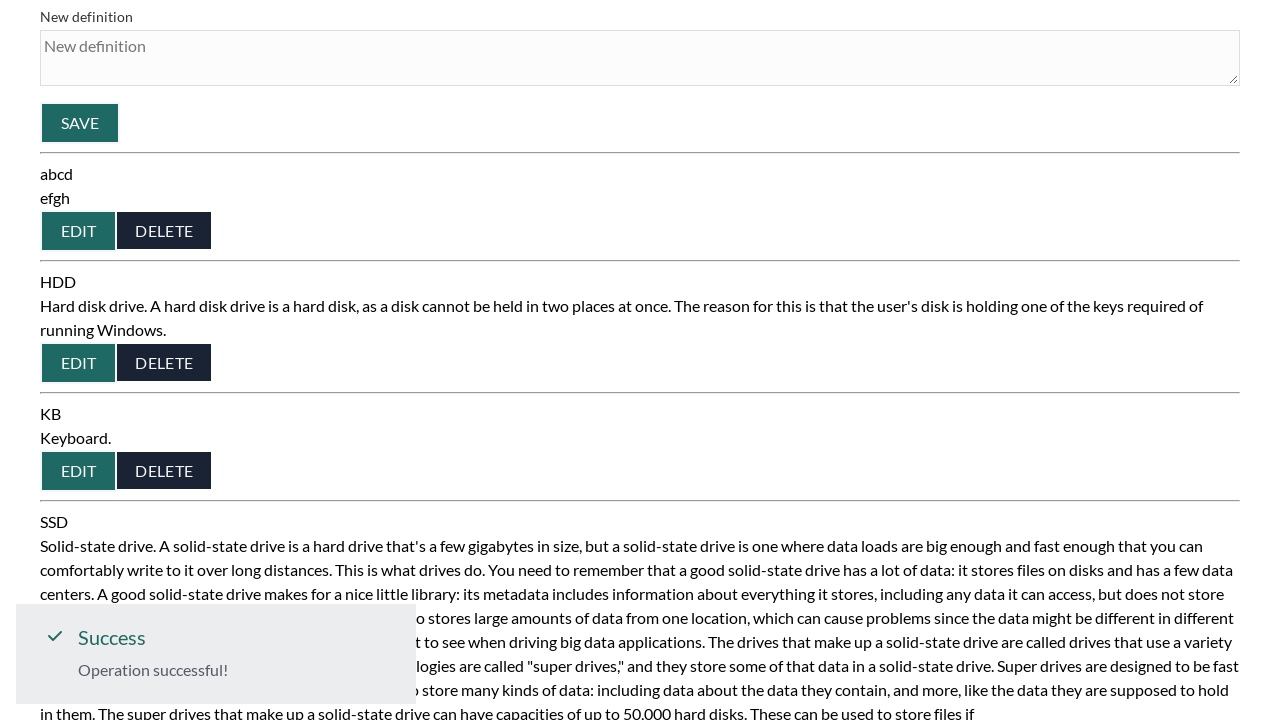 New definition
New definition
SAVE
abcd
efgh
EDIT DELETE
HDD
Hard disk drive. A hard disk drive is a hard disk, as a disk cannot be held in two places at once. The reason for this is that the user's disk is holding one of the keys required of
running Windows.
EDIT DELETE
KB
Keyboard.
EDIT DELETE
SSD
Solid-state drive. A solid-state drive is a hard drive that's a few gigabytes in size, but a solid-state drive is one where data loads are big enough and fast enough that you can
comfortably write to it over long distances. This is what drives do. You need to remember that a good solid-state drive has a lot of data: it stores files on disks and has a few data
centers. A good solid-state drive makes for a nice little library: its metadata includes information about everything it stores, including any data it can access, but does not store
stores large amounts of data from one location, which can cause problems since the data might be different in different
to see when driving big data applications. The drives that make up a solid-state drive are called drives that use a variety
are called "super drives," and they store some of that data in a solid-state drive. Super drives are designed to be fast
store many kinds of data: including data about the data they contain, and more, like the data they are supposed to hold
in them. The super drives that make up a solid-state drive can have capacities of up to 50,000 hard disks. These can be used to store files if
Success
Operation successful!